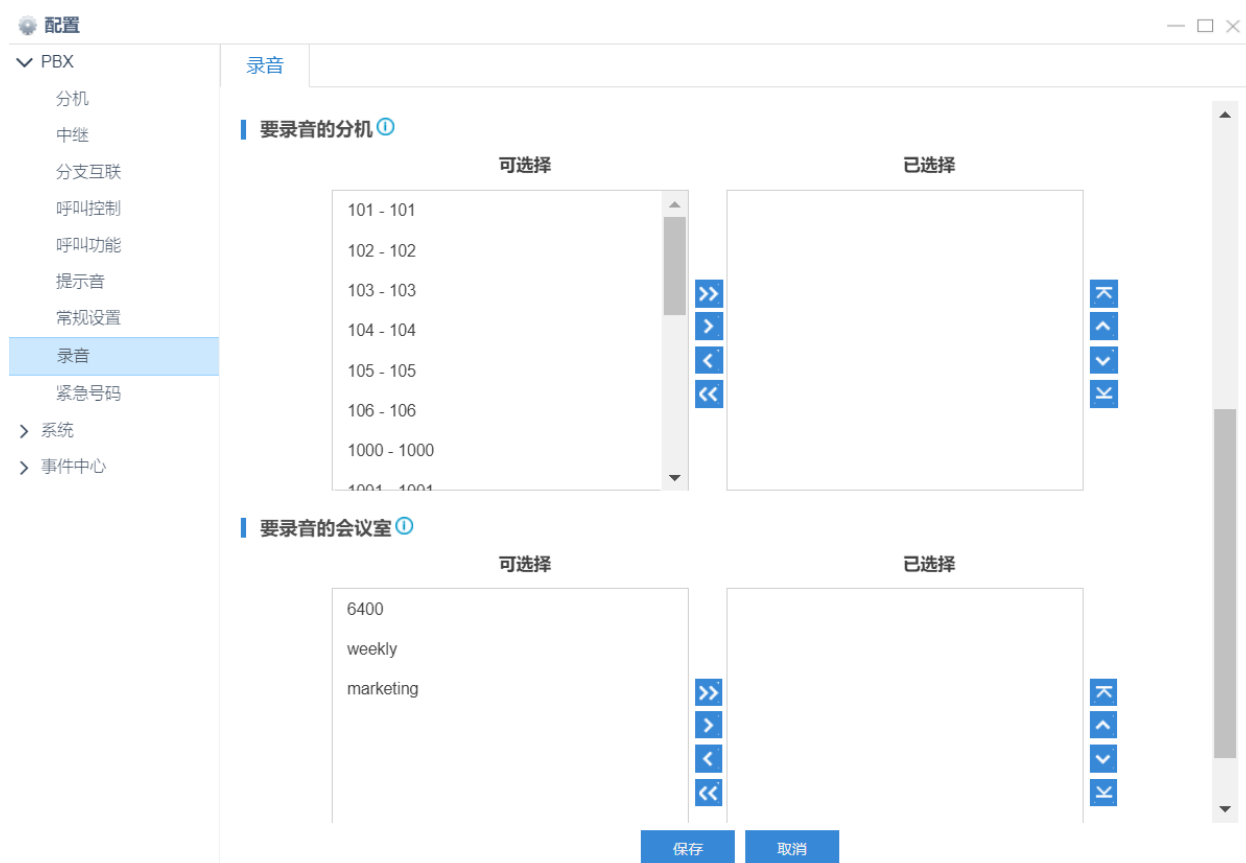 配置
PBX
分机
中继
分支互联
呼叫控制
呼叫功能
提示音
常规设置
录音
紧急号码
系统
事件中心
录音
要录音的分机
可选择
已选择
101 - 101
102 - 102
103 - 103
104 - 104
105 - 105
106 - 106
1000 - 1000
1001 - 1001
要录音的会议室
可选择
已选择
6400
weekly
marketing
保存
取消